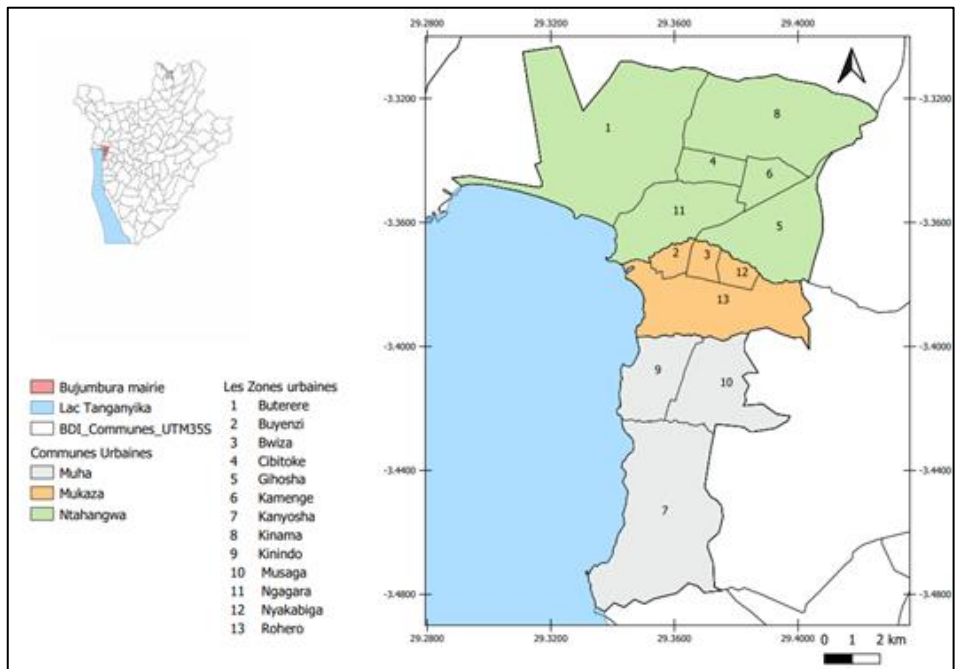 29.2800 29.3200 29.3600 29.4000
-3.3200 -3.3200
-3.3600 -3.3600
-3.4000 -3.4000
-3.4400 -3.4400
-3.4800 -3.4800
29.2800 29.3200 29.3600 29.4000
1
8
4
6
11
5
2 3 12
13
9
10
7
0 1 2 km
Bujumbura mairie
Lac Tanganyika
BDI_Communes_UTM35S
Communes Urbaines
Muha
Mukaza
Ntahangwa
Les Zones urbaines
1 Buterere
2 Buyenzi
3 Bwiza
4 Cibitoke
5 Gihosha
6 Kamenge
7 Kanyosha
8 Kinama
9 Kinindo
10 Musaga
11 Ngagara
12 Nyakabiga
13 Rohero